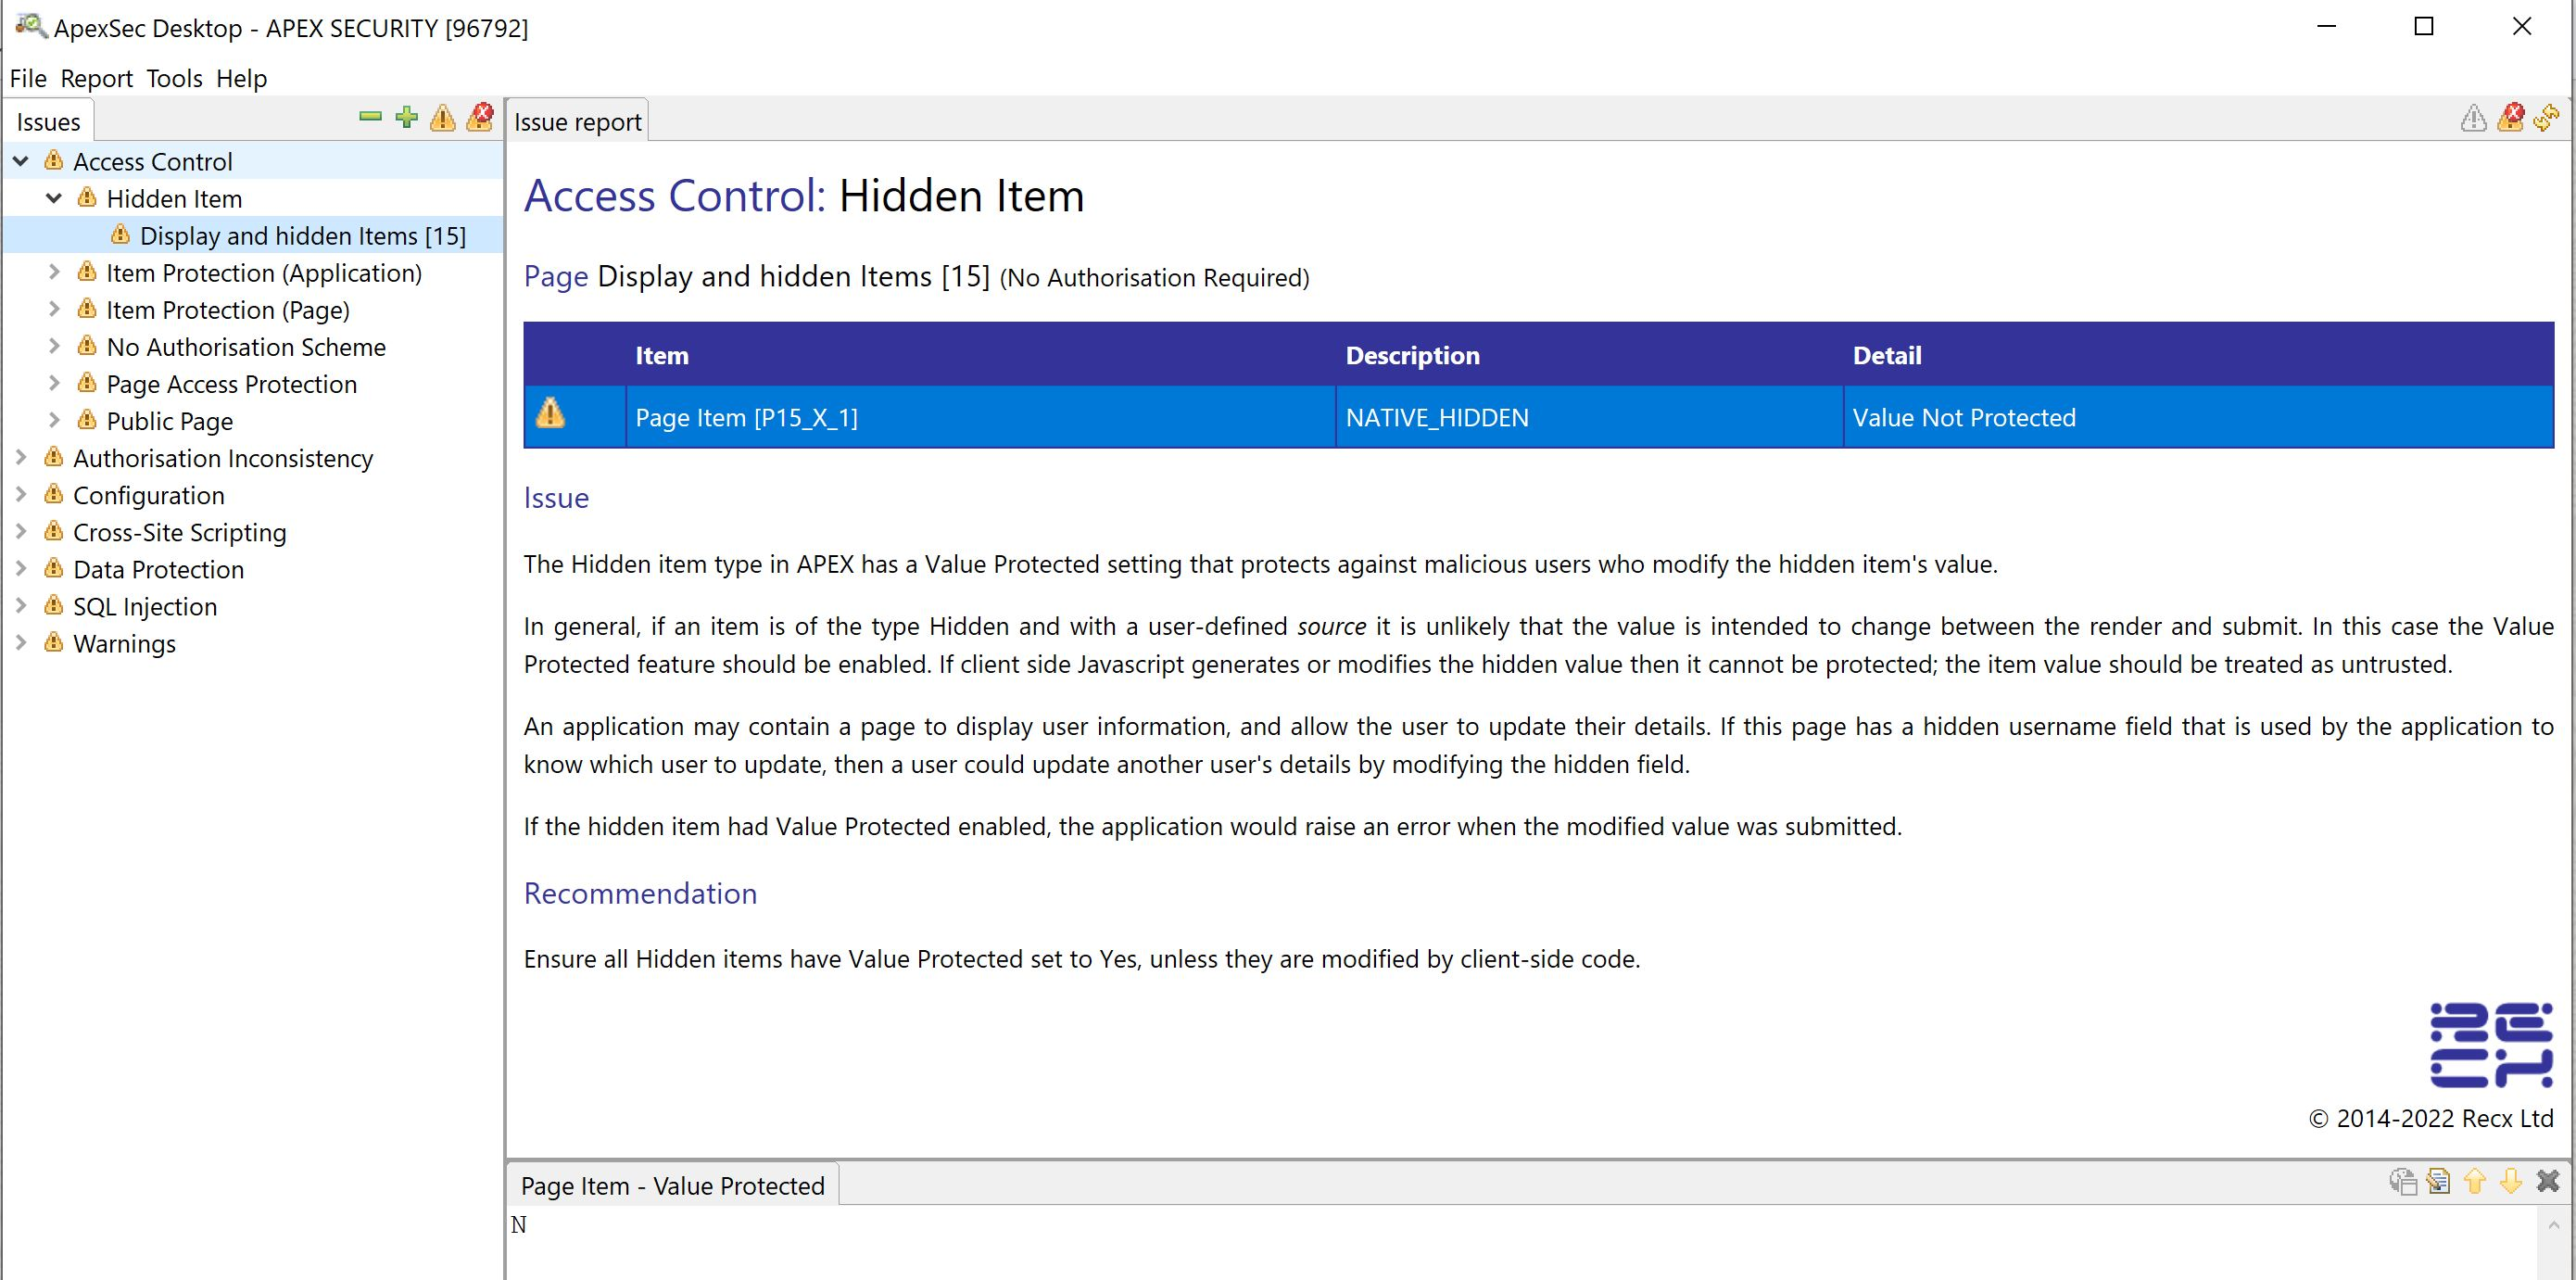 ApexSec Desktop - APEX SECURITY [96792]
File Report Tools Help
Issues
Access Control
Hidden Item
Display and hidden Items [15]
Item Protection (Application)
Item Protection (Page)
No Authorisation Scheme
Page Access Protection
Public Page
Authorisation Inconsistency
Configuration
Cross-Site Scripting
Data Protection
SQL Injection
Warnings
Issue report
Access Control: Hidden Item
Page Display and hidden Items [15] (No Authorisation Required)
Item Description Detail
Page Item [P15_X_1] NATIVE_HIDDEN Value Not Protected
Issue
The Hidden item type in APEX has a Value Protected setting that protects against malicious users who modify the hidden item's value.
In general, if an item is of the type Hidden and with a user-defined source it is unlikely that the value is intended to change between the render and submit. In this case the Value
Protected feature should be enabled. If client side Javascript generates or modifies the hidden value then it cannot be protected; the item value should be treated as untrusted.
An application may contain a page to display user information, and allow the user to update their details. If this page has a hidden username field that is used by the application to
know which user to update, then a user could update another user's details by modifying the hidden field.
If the hidden item had Value Protected enabled, the application would raise an error when the modified value was submitted.
Recommendation
Ensure all Hidden items have Value Protected set to Yes, unless they are modified by client-side code.
© 2014-2022 Recx Ltd
Page Item - Value Protected
N